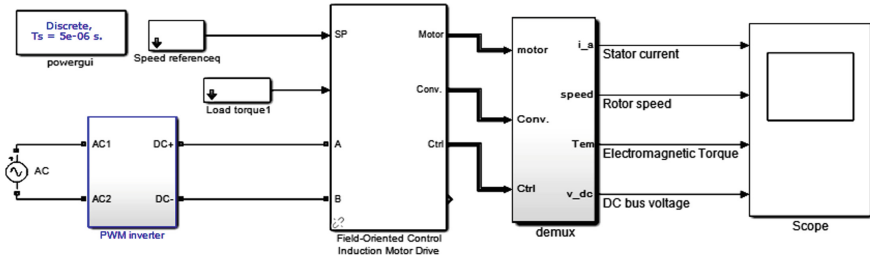 Discrete,
Ts = 5e-06 s.
powergui
Speed referenceq
Load torque1
AC
AC1
AC2
DC+
DC-
PWM inverter
SP
A
B
Motor
Conv.
Ctrl
Field-Oriented Control
Induction Motor Drive
motor
Conv.
Ctrl
i_a
speed
Tem
v_dc
demux
Stator current
Rotor speed
Electromagnetic Torque
DC bus voltage
Scope